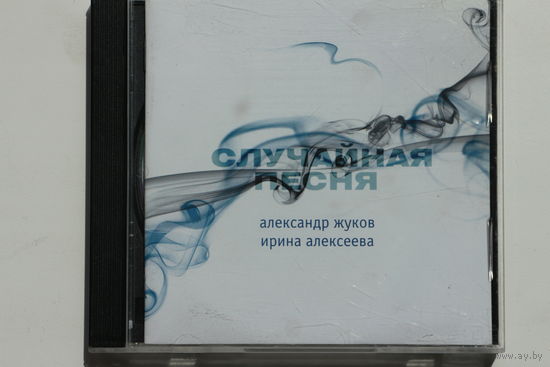 СЛУЧАЙНАЯ
ПЕСНЯ
александр жуков
ирина алексеева
www.ay.by